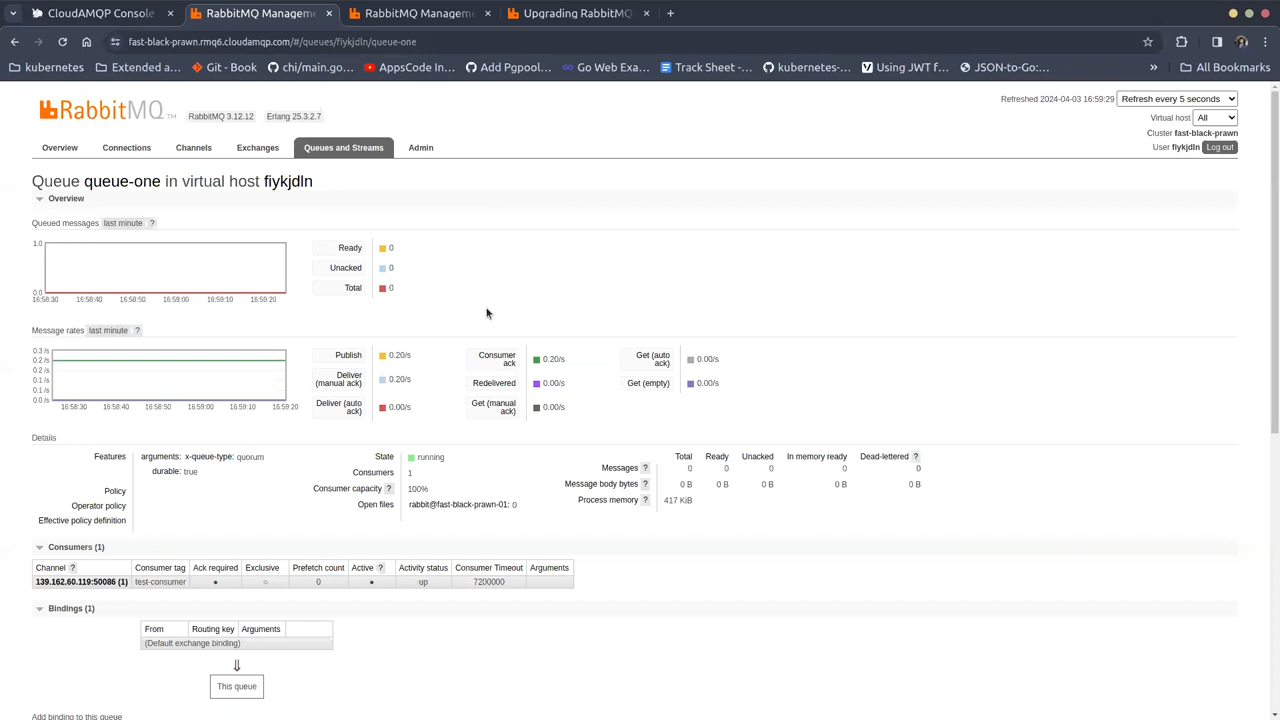 CloudAMQP Console
RabbitMQ Managem
RabbitMQ Managem
Upgrading RabbitMQ
fast-black-prawn.rmq6.cloudamqp.com/#/queues/fiykjdln/queue-one
kubernetes
Extended a...
Git - Book
chi/main.go...
AppsCode In...
Add Pgpool...
Go Web Exa...
Track Sheet -...
kubernetes-...
Using JWT f...
JSON-to-Go:...
»
All Bookmarks
RabbitMQ TM
RabbitMQ 3.12.12
Erlang 25.3.2.7
Refreshed 2024-04-03 16:59:29
Refresh every 5 seconds
Virtual host All
Cluster fast-black-prawn
User fiykjdln Log out
Overview
Connections
Channels
Exchanges
Queues and Streams
Admin
Queue queue-one in virtual host fiykjdln
Overview
Queued messages last minute ?
1.0
0.0
16:58:30 16:58:40 16:58:50 16:59:00 16:59:10 16:59:20
Ready 0
Unacked 0
Total 0
Message rates last minute ?
0.3 /s
0.2 /s
0.2 /s
0.1 /s
0.1 /s
0.0 /s
16:58:30 16:58:40 16:58:50 16:59:00 16:59:10 16:59:20
Publish 0.20/s
Deliver (manual ack) 0.20/s
Deliver (auto ack) 0.00/s
Consumer ack 0.20/s
Redelivered 0.00/s
Get (manual ack) 0.00/s
Get (auto ack) 0.00/s
Get (empty) 0.00/s
Details
Features arguments: x-queue-type: quorum
durable: true
Policy
Operator policy
Effective policy definition
State running
Consumers 1
Consumer capacity ? 100%
Open files rabbit@fast-black-prawn-01: 0
Total Ready Unacked In memory ready Dead-lettered ?
Messages ? 0 0 0 0 0
Message body bytes ? 0 B 0 B 0 B 0 B 0 B
Process memory ? 417 KiB
Consumers (1)
Channel ? Consumer tag Ack required Exclusive Prefetch count Active ? Activity status Consumer Timeout Arguments
139.162.60.119:50086 (1) test-consumer ● ○ 0 ● up 7200000
Bindings (1)
From Routing key Arguments
(Default exchange binding)
⇓
This queue
Add binding to this queue